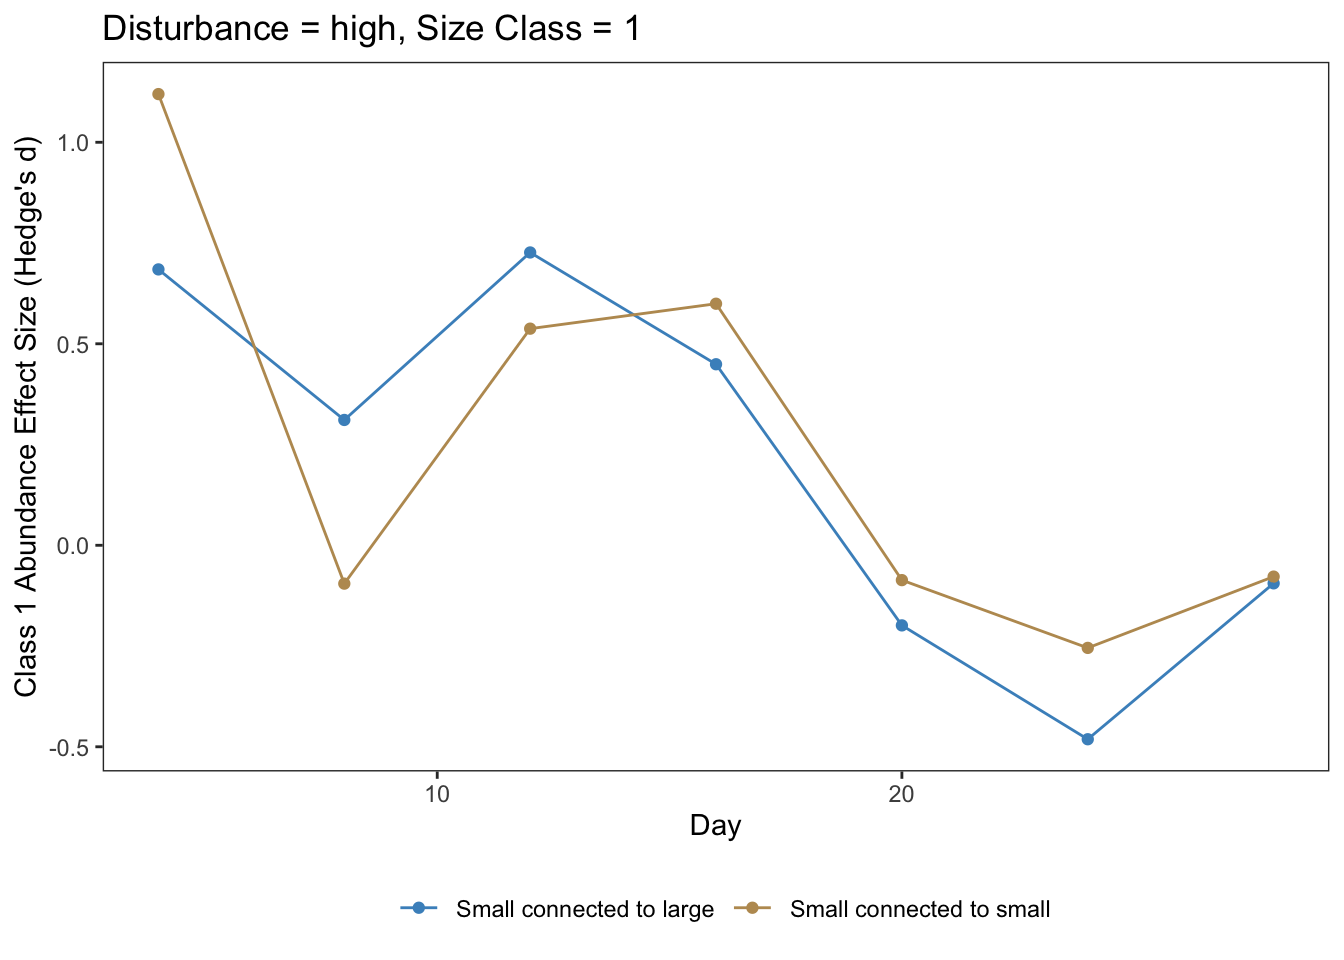 Disturbance = high, Size Class = 1
Class 1 Abundance Effect Size (Hedge's d)
1.0
0.5
0.0
-0.5
10
20
Day
Small connected to large
Small connected to small